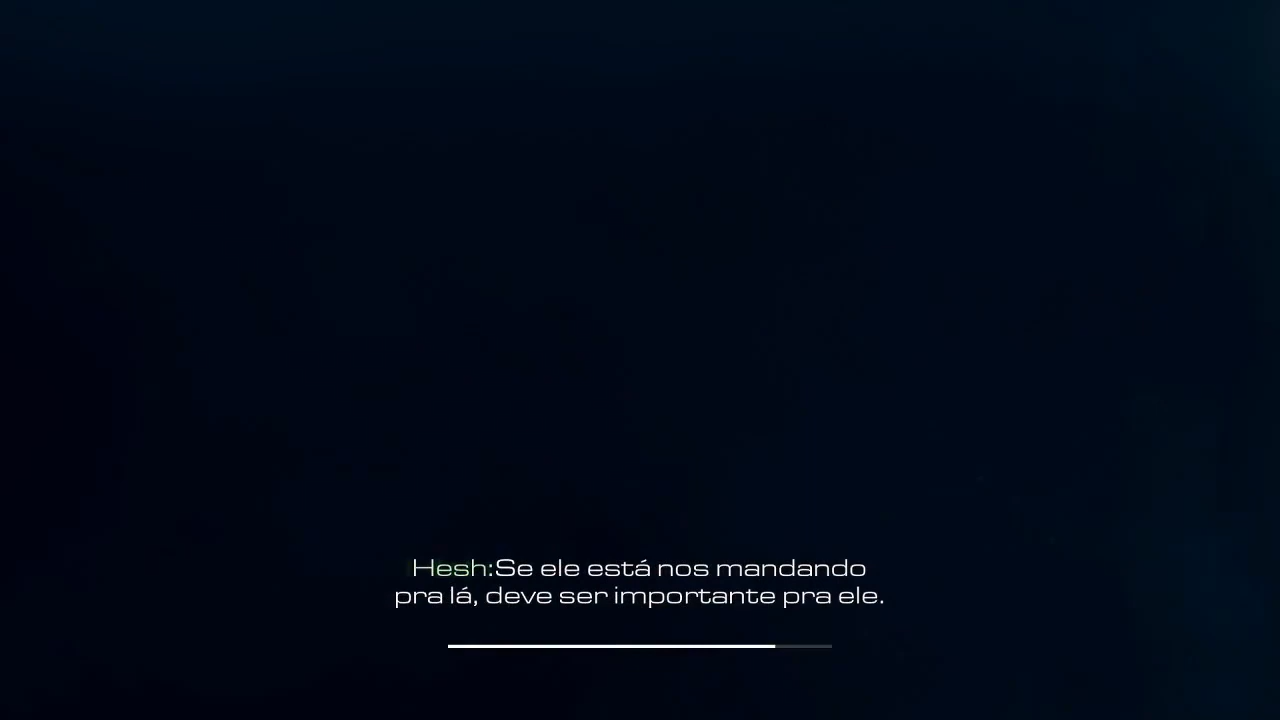 Hesh:Se ele está nos mandando
pra lá, deve ser importante pra ele.